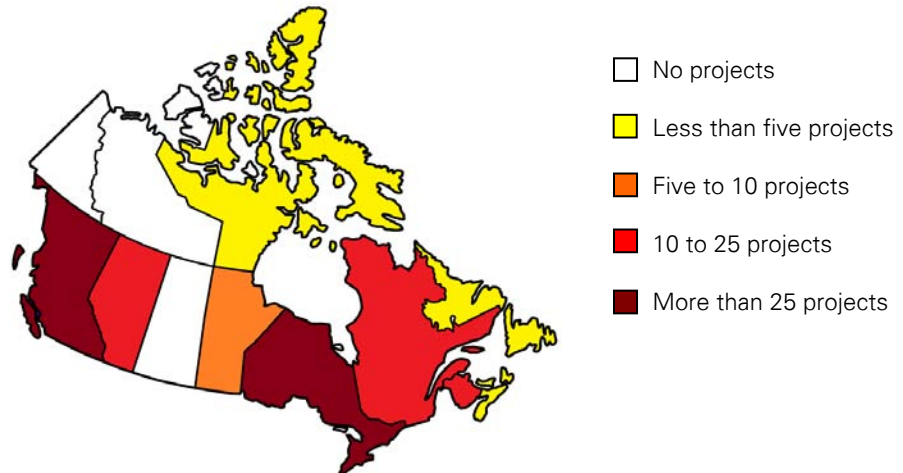 No projects
Less than five projects
Five to 10 projects
10 to 25 projects
More than 25 projects